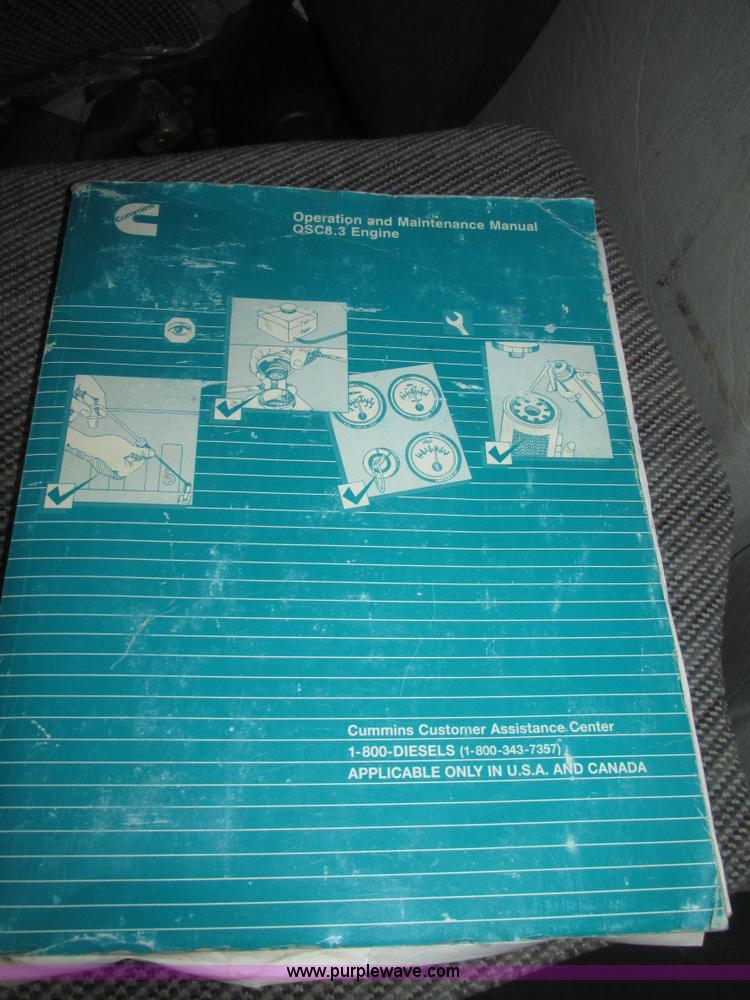 Cummins
Operation and Maintenance Manual
QSC8.3 Engine
Cummins Customer Assistance Center
1-800-DIESELS (1-800-343-7357)
APPLICABLE ONLY IN U.S.A. AND CANADA
www.purplewave.com